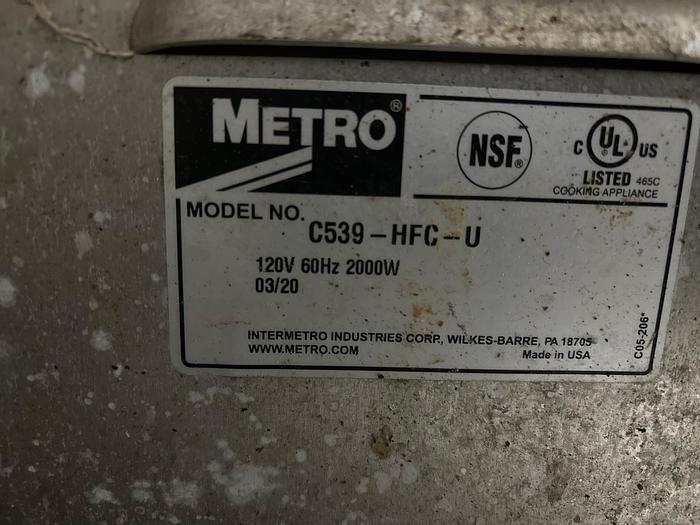 METRO®
NSF®
C UL® US
LISTED 465C
COOKING APPLIANCE
MODEL NO. C539-HFC-U
120V 60Hz 2000W
03/20
INTERMETRO INDUSTRIES CORP., WILKES-BARRE, PA 18705
WWW.METRO.COM Made in USA
C05-206*